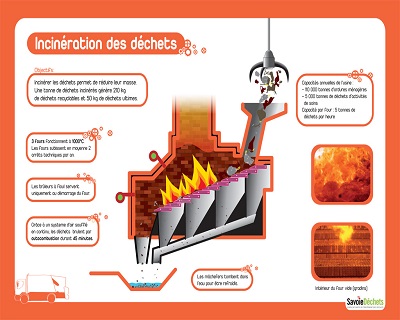 Incinération des déchets
Objectifs
Incinérer les déchets permet de réduire leur masse.
Une tonne de déchets incinérés génère 210 kg
de déchets recyclables et 50 kg de déchets ultimes.
Capacités annuelles de l'usine :
- 110 000 tonnes d'ordures ménagères
- 5 000 tonnes de déchets d'activités
de soins
Capacité par Four : 5 tonnes
de déchets par heure
3 Fours fonctionnant à 1000°C
Les Fours subissent en moyenne 2
arrêts techniques par an
Les brûleurs à Fioul servent
uniquement au démarrage du Four
Grâce à un système d'air soufflé
en continu, les déchets brûlent par
autocombustion durant 45 minutes.
Les mâchefers tombent dans
l'eau pour être refroidis.
Intérieur du Four vide (gradins)
SavoieDéchets